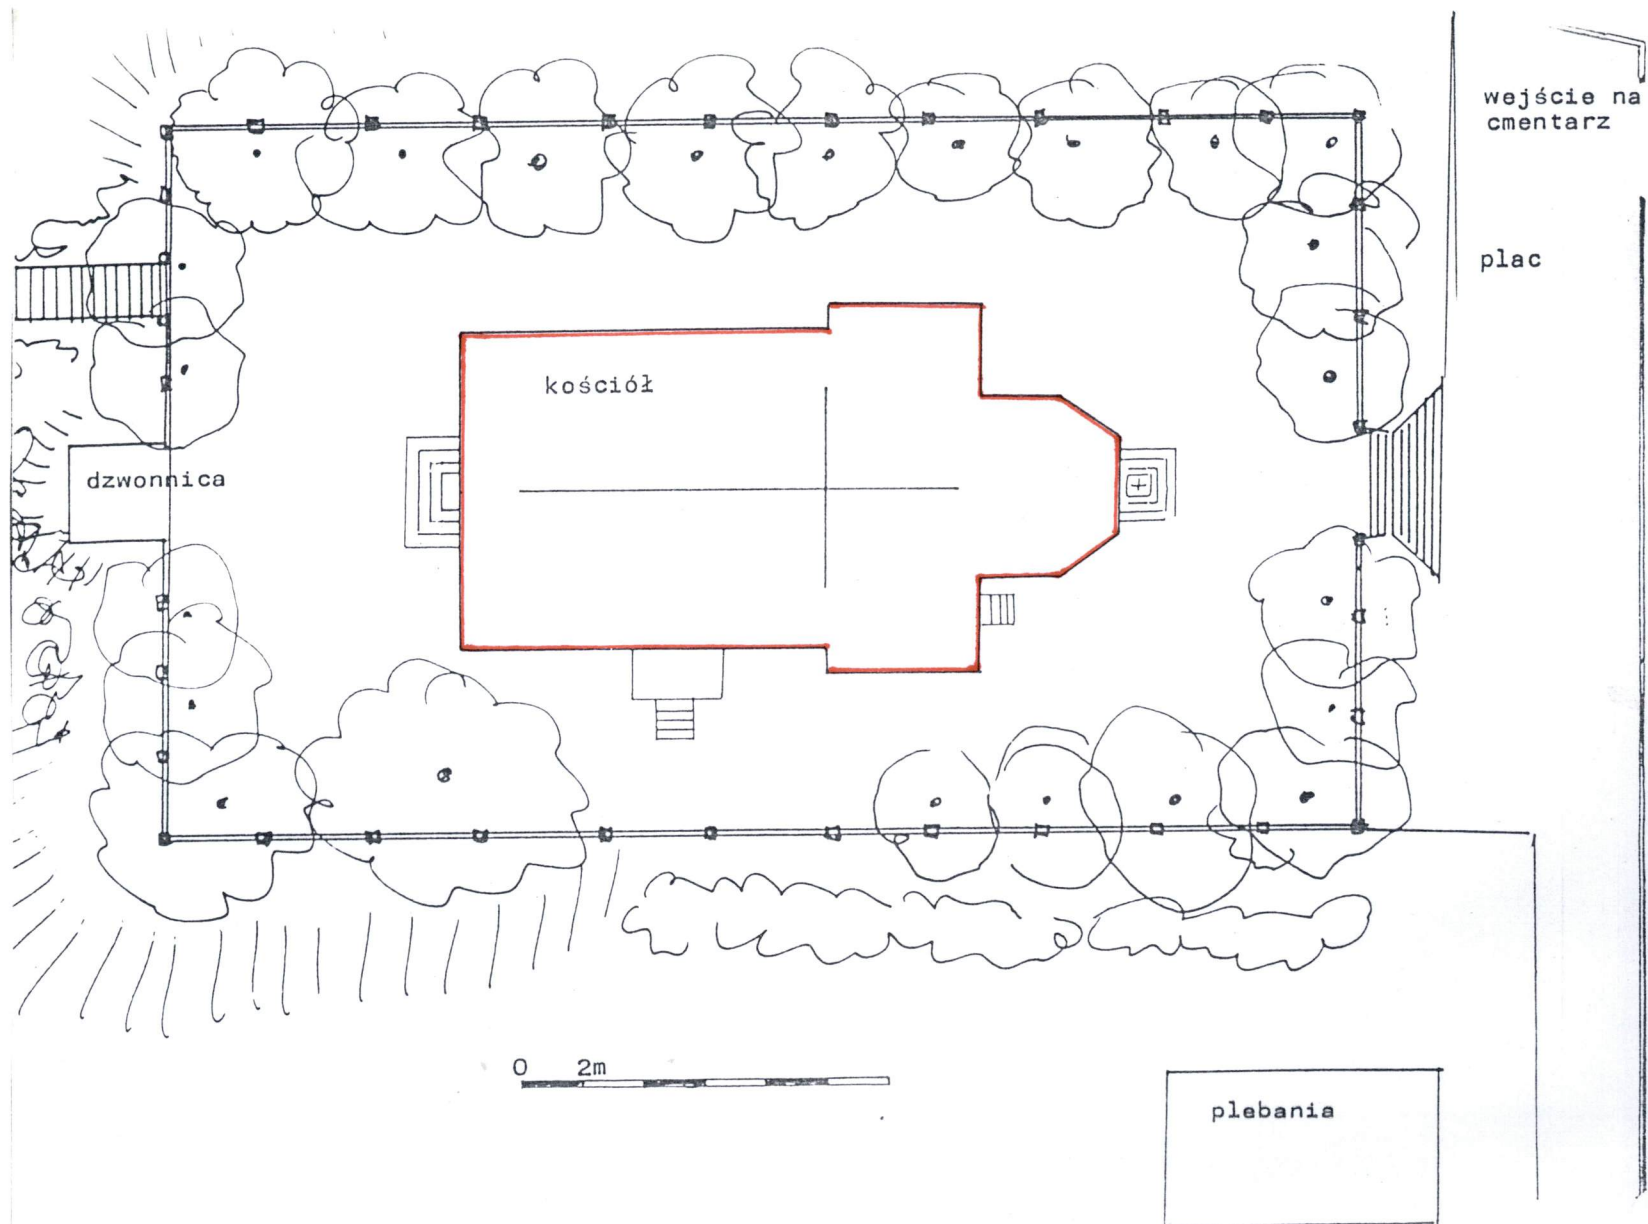 wejście na
cmentarz
plac
kościół
dzwonnica
0 2m
plebania